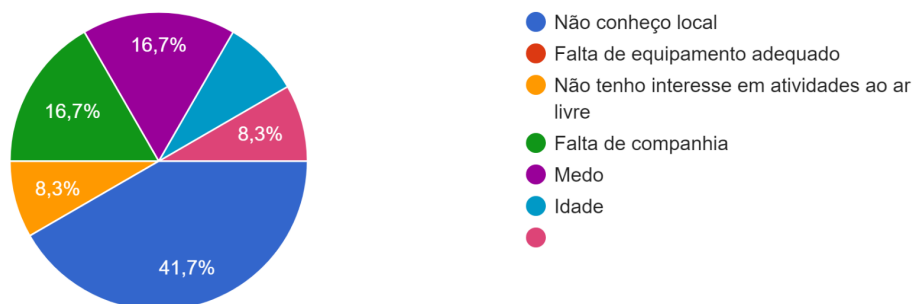 16,7%
16,7%
8,3%
8,3%
41,7%
Não conheço local
Falta de equipamento adequado
Não tenho interesse em atividades ao ar
livre
Falta de companhia
Medo
Idade